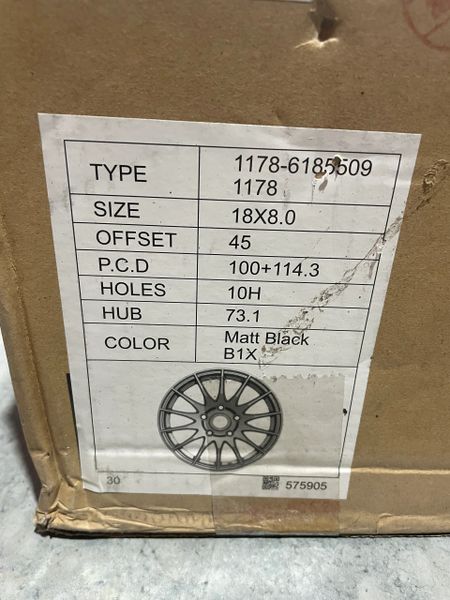 TYPE 1178-6185509
1178
SIZE 18X8.0
OFFSET 45
P.C.D 100+114.3
HOLES 10H
HUB 73.1
COLOR Matt Black
B1X
30 575905